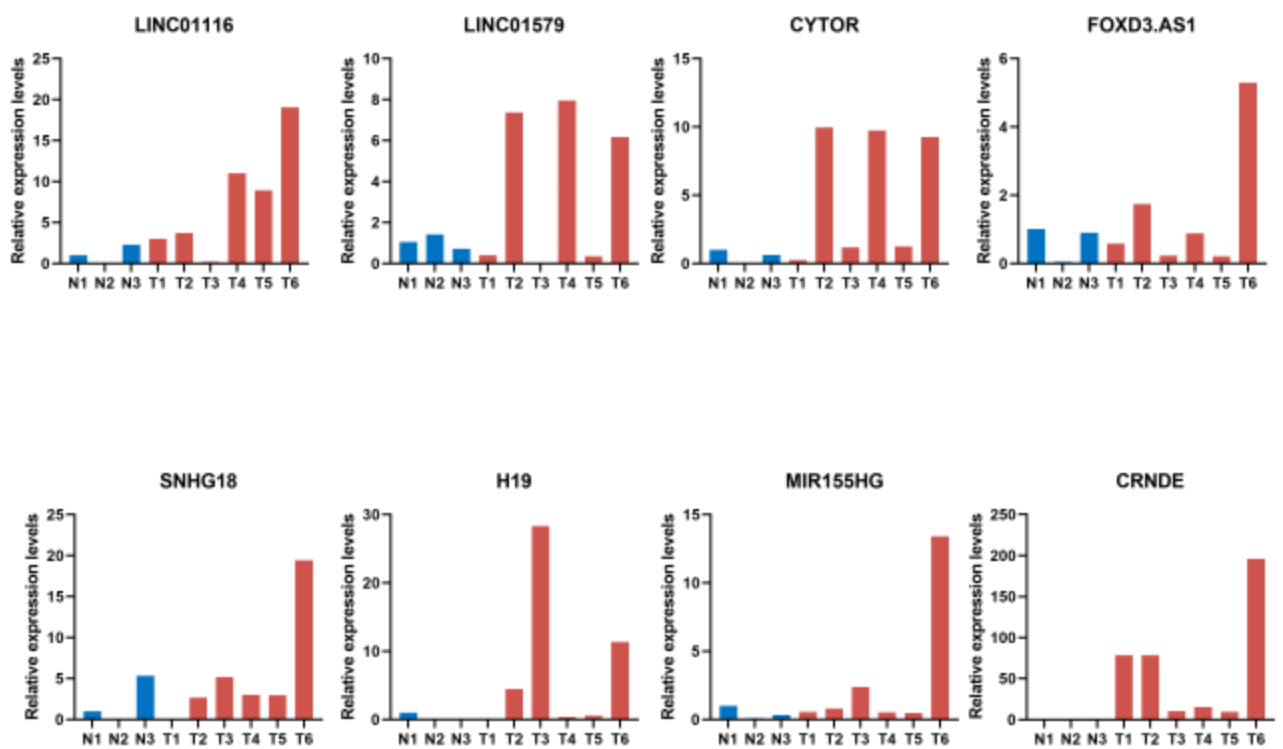 LINC01116
LINC01579
CYTOR
FOXD3.AS1
Relative expression levels
25
20
15
10
5
0
N1 N2 N3 T1 T2 T3 T4 T5 T6
Relative expression levels
10
8
6
4
2
0
N1 N2 N3 T1 T2 T3 T4 T5 T6
Relative expression levels
15
10
5
0
N1 N2 N3 T1 T2 T3 T4 T5 T6
Relative expression levels
6
4
2
0
N1 N2 N3 T1 T2 T3 T4 T5 T6
SNHG18
H19
MIR155HG
CRNDE
Relative expression levels
25
20
15
10
5
0
N1 N2 N3 T1 T2 T3 T4 T5 T6
Relative expression levels
30
20
10
0
N1 N2 N3 T1 T2 T3 T4 T5 T6
Relative expression levels
15
10
5
0
N1 N2 N3 T1 T2 T3 T4 T5 T6
Relative expression levels
250
200
150
100
50
0
N1 N2 N3 T1 T2 T3 T4 T5 T6